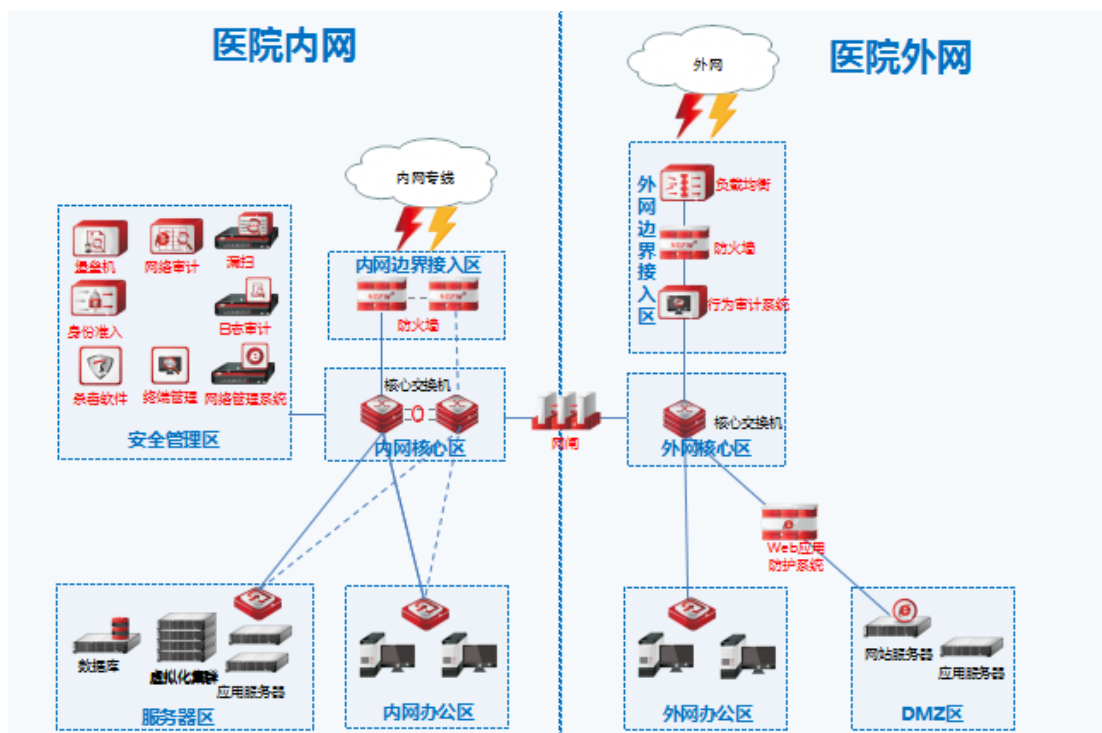 医院内网
医院外网
外网
内网专线
外网边界接入区
负载均衡
NGFW
防火墙
行为审计系统
堡垒机
网络审计
漏扫
身份准入
日志审计
杀毒软件
终端管理
网络管理系统
安全管理区
内网边界接入区
NGFW
NGFW
防火墙
核心交换机
内网核心区
网闸
核心交换机
外网核心区
Web应用
防护系统
数据库
虚拟化集群
应用服务器
服务器区
内网办公区
外网办公区
网站服务器
应用服务器
DMZ区